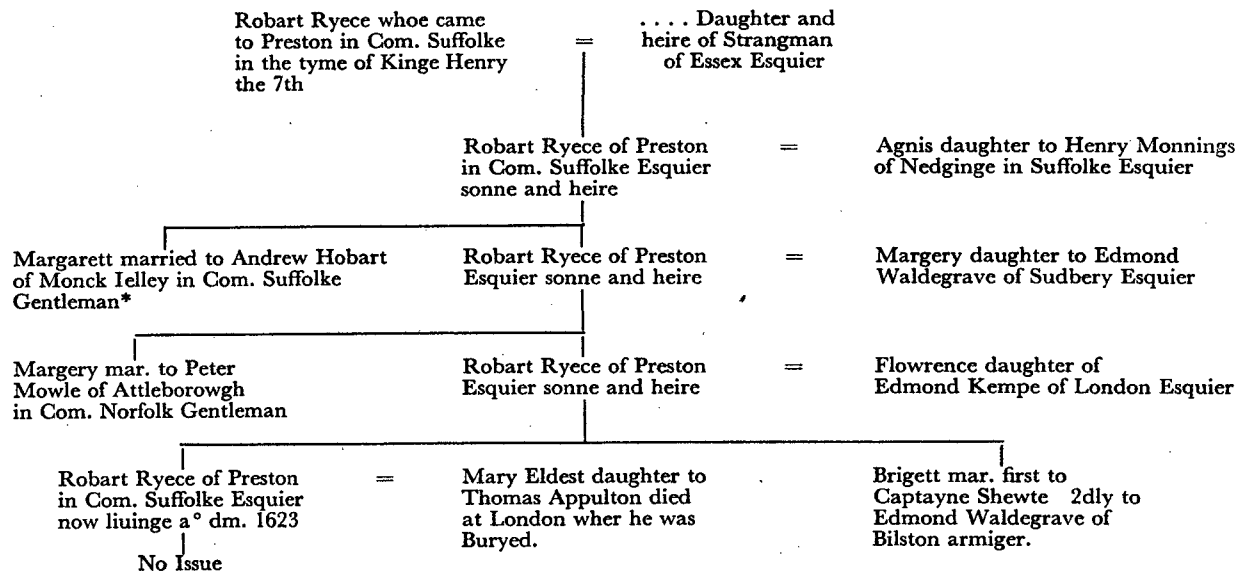 Robart Ryece whoe came
to Preston in Com. Suffolke
in the tyme of Kinge Henry
the 7th
=
. . . . Daughter and
heire of Strangman
of Essex Esquier
Robart Ryece of Preston
in Com. Suffolke Esquier
sonne and heire
=
Agnis daughter to Henry Monnings
of Nedginge in Suffolke Esquier
Margarett married to Andrew Hobart
of Monck Ielley in Com. Suffolke
Gentleman*
Robart Ryece of Preston
Esquier sonne and heire
=
Margery daughter to Edmond
Waldegrave of Sudbery Esquier
Margery mar. to Peter
Mowle of Attleborowgh
in Com. Norfolk Gentleman
Robart Ryece of Preston
Esquier sonne and heire
=
Flowrence daughter of
Edmond Kempe of London Esquier
Robart Ryece of Preston
in Com. Suffolke Esquier
now liuinge a° dm. 1623
=
Mary Eldest daughter to
Thomas Appulton died
at London wher he was
Buryed.
Brigett mar. first to
Captayne Shewte 2dly to
Edmond Waldegrave of
Bilston armiger.
No Issue